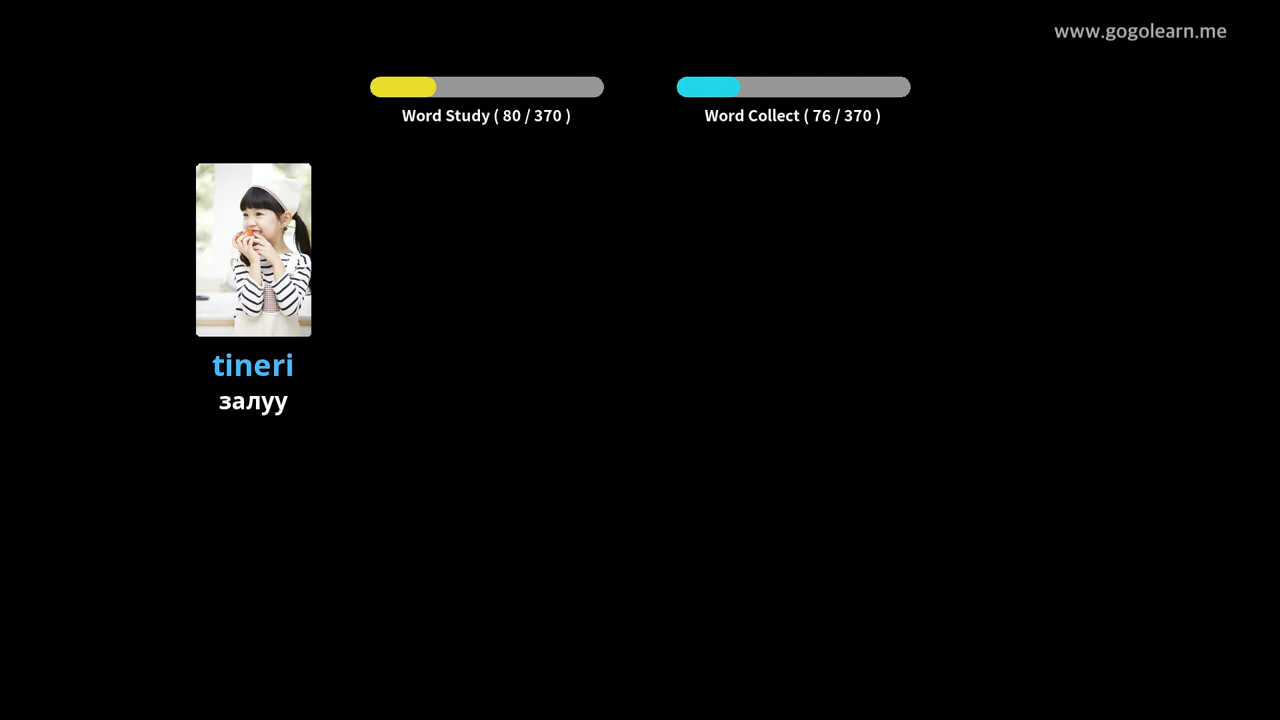 www.gogolearn.me
Word Study ( 80 / 370 )
Word Collect ( 76 / 370 )
tineri
залуу